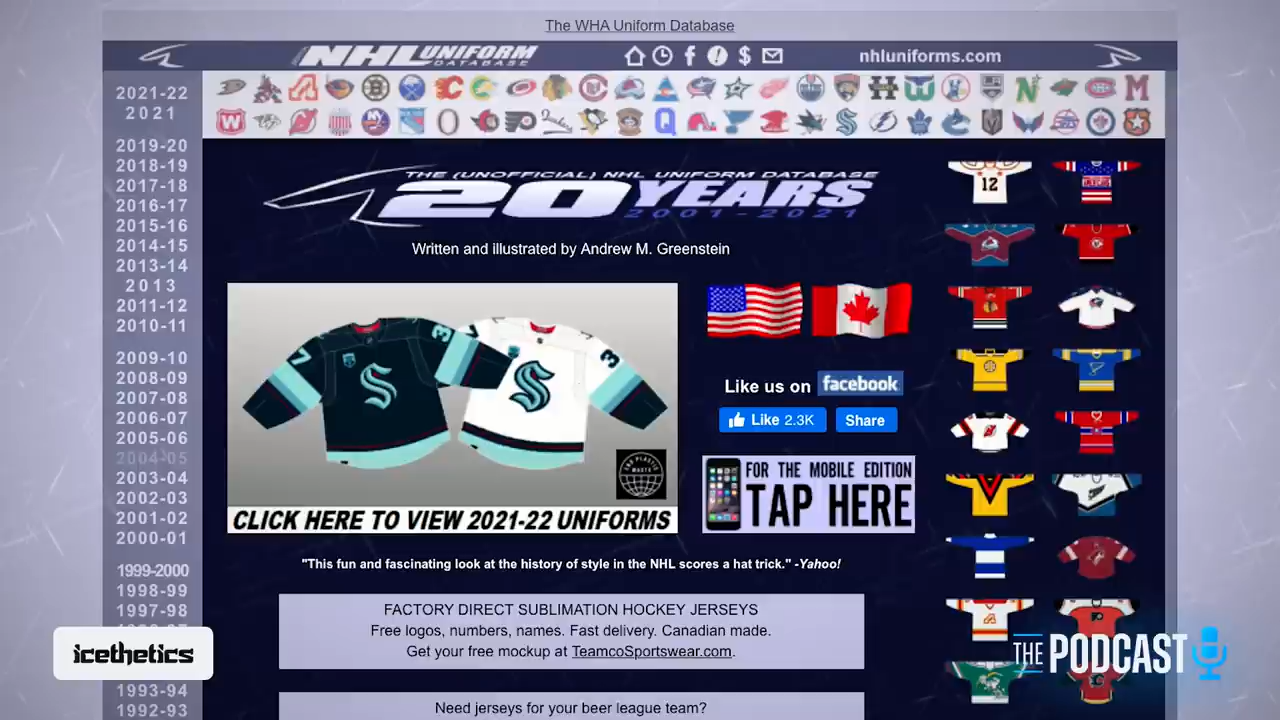 The WHA Uniform Database
NHL UNIFORM DATABASE
nhluniforms.com
2021-22
2021
2019-20
2018-19
2017-18
2016-17
2015-16
2014-15
2013-14
2013
2011-12
2010-11
2009-10
2008-09
2007-08
2006-07
2005-06
2004-05
2003-04
2002-03
2001-02
2000-01
1999-2000
1998-99
1997-98
1993-94
1992-93
THE (UNOFFICIAL) NHL UNIFORM DATABASE
20 YEARS
2001-2021
Written and illustrated by Andrew M. Greenstein
CLICK HERE TO VIEW 2021-22 UNIFORMS
Like us on facebook
Like 2.3K Share
FOR THE MOBILE EDITION
TAP HERE
12
"This fun and fascinating look at the history of style in the NHL scores a hat trick." -Yahoo!
FACTORY DIRECT SUBLIMATION HOCKEY JERSEYS
Free logos, numbers, names. Fast delivery. Canadian made.
Get your free mockup at TeamcoSportswear.com.
Need jerseys for your beer league team?
icethetics
THE PODCAST